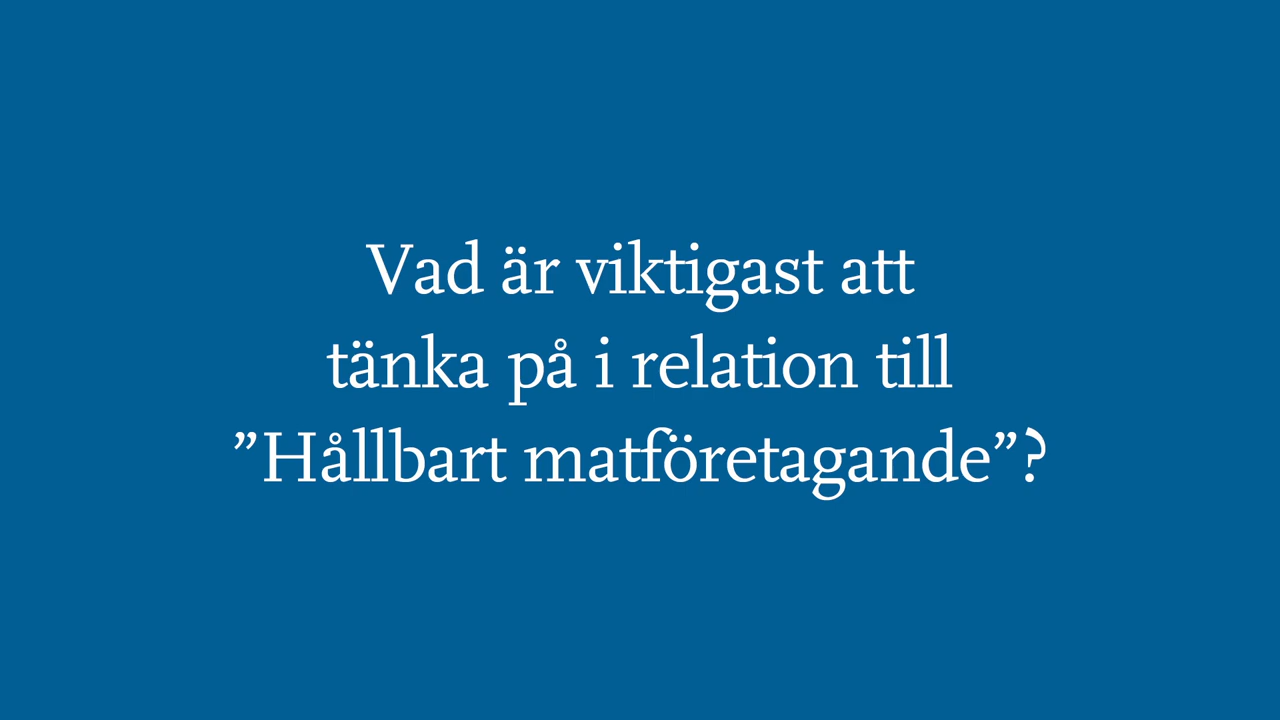 Vad är viktigast att
tänka på i relation till
”Hållbart matföretagande”?